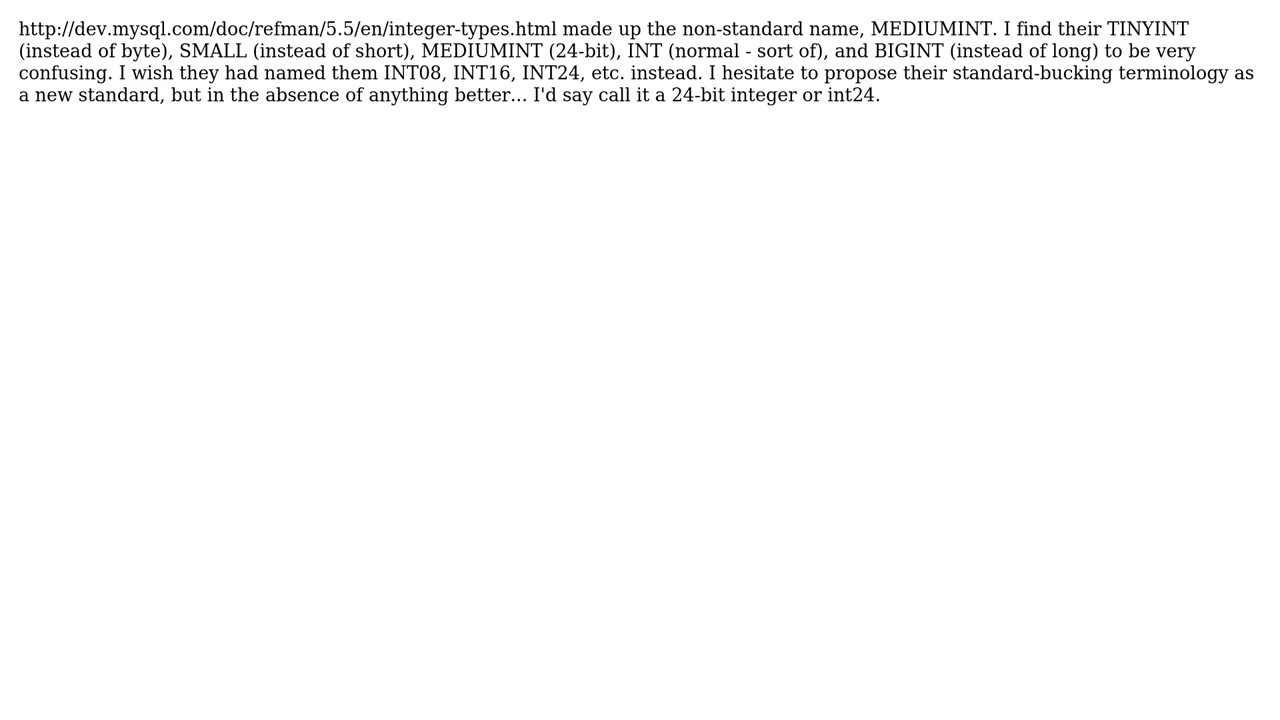 http://dev.mysql.com/doc/refman/5.5/en/integer-types.html made up the non-standard name, MEDIUMINT. I find their TINYINT
(instead of byte), SMALL (instead of short), MEDIUMINT (24-bit), INT (normal - sort of), and BIGINT (instead of long) to be very
confusing. I wish they had named them INT08, INT16, INT24, etc. instead. I hesitate to propose their standard-bucking terminology as
a new standard, but in the absence of anything better... I'd say call it a 24-bit integer or int24.